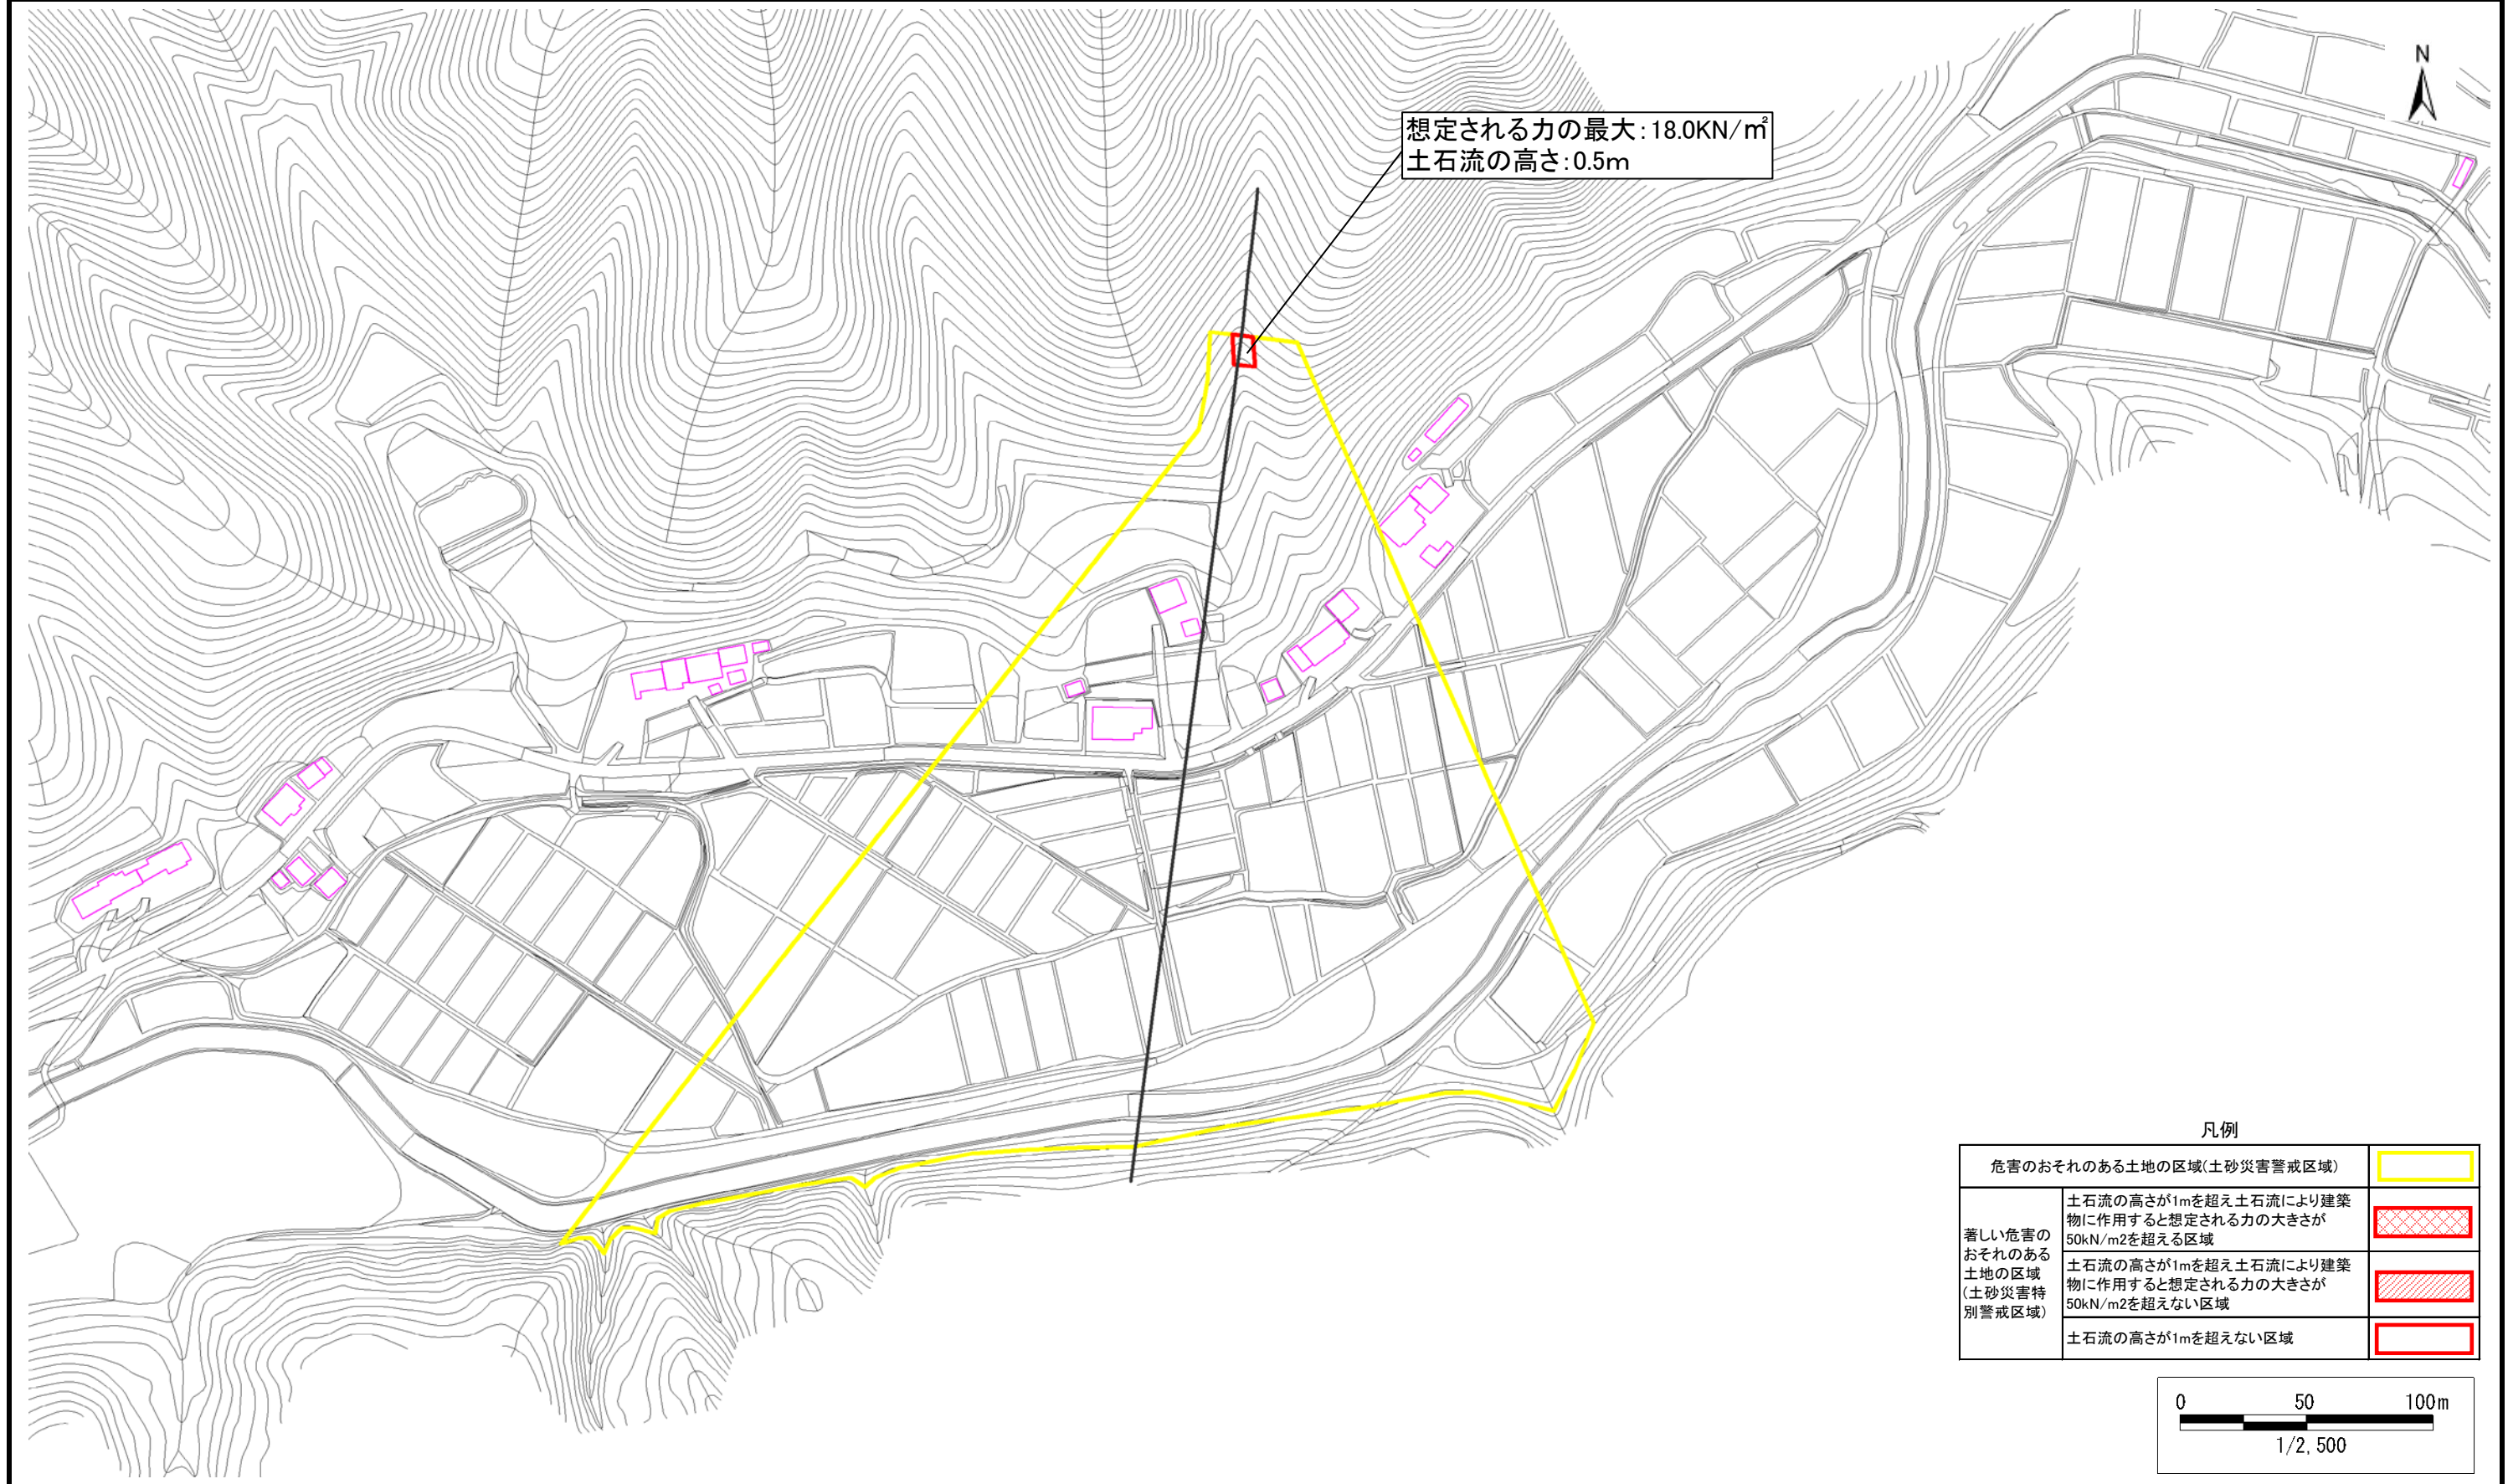 N
想定される力の最大:18.0KN/㎡
土石流の高さ:0.5m
凡例
危害のおそれのある土地の区域(土砂災害警戒区域)
著しい危害の
おそれのある
土地の区域
(土砂災害特
別警戒区域)
土石流の高さが1mを超え土石流により建築
物に作用すると想定される力の大きさが
50kN/m2を超える区域
土石流の高さが1mを超え土石流により建築
物に作用すると想定される力の大きさが
50kN/m2を超えない区域
土石流の高さが1mを超えない区域
0 50 100m
1/2,500